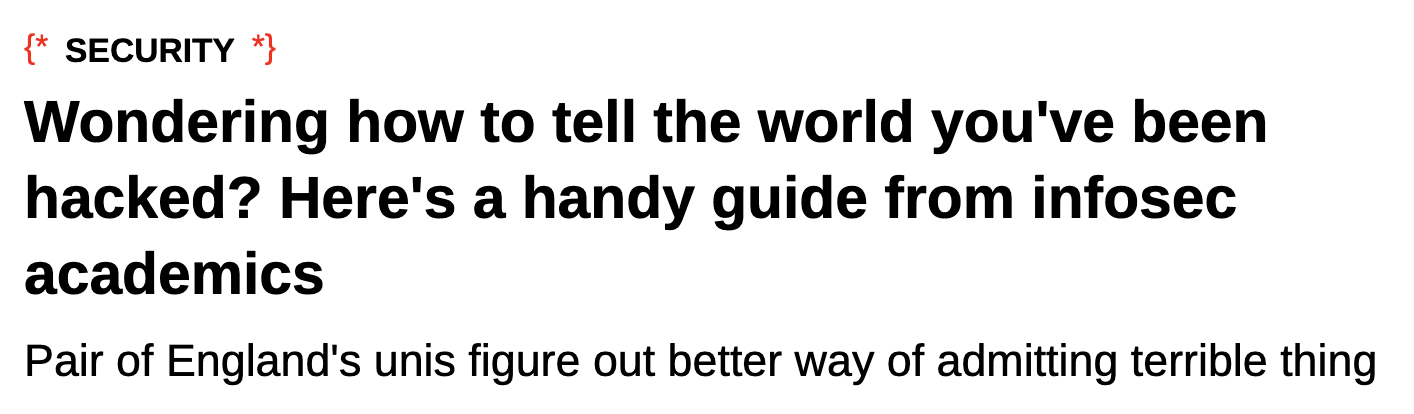 {* SECURITY *}
Wondering how to tell the world you've been
hacked? Here's a handy guide from infosec
academics
Pair of England's unis figure out better way of admitting terrible thing